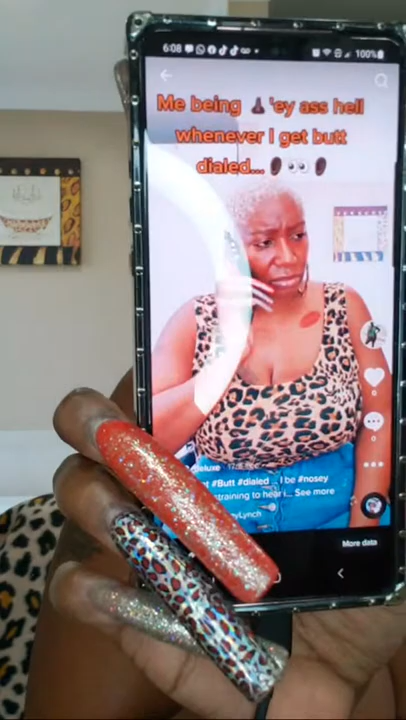 6:08
100%
Me being 👃🏿'ey ass hell
whenever I get butt
dialed...👂🏿👀👂🏿
#Butt #dialed ... I be #nosey
straining to hear i... See more
More data